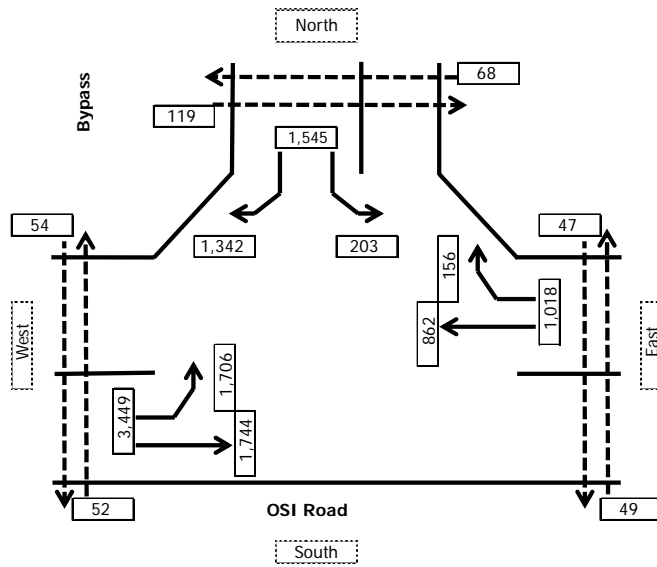 North
68
Bypass
119
1,545
54
47
1,342
203
156
1,018
862
West
East
1,706
3,449
1,744
52
OSI Road
49
South